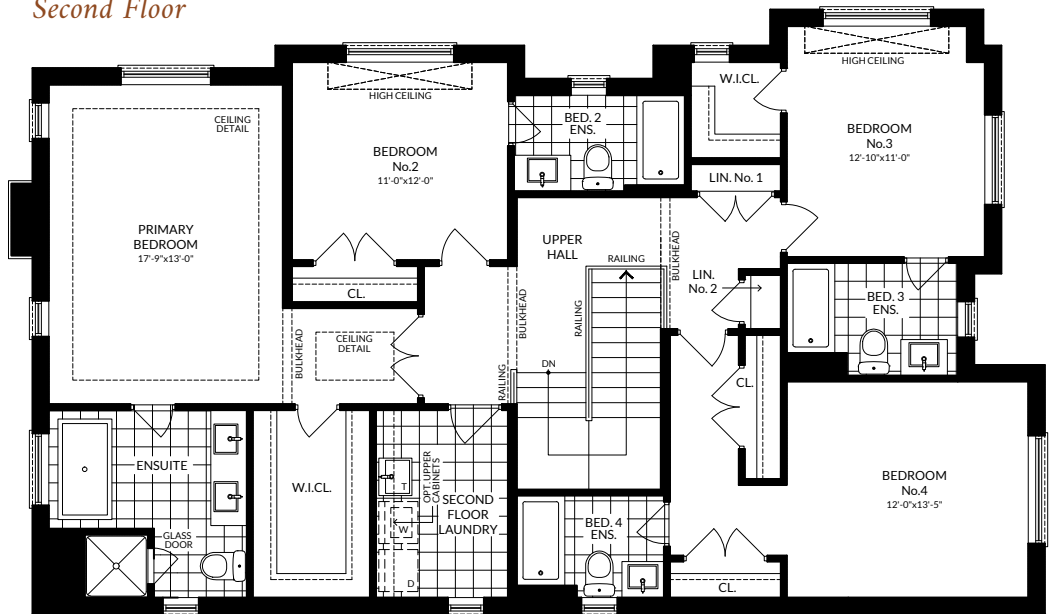 Second Floor
CEILING
DETAIL
PRIMARY
BEDROOM
17'-9"x13'-0"
HIGH CEILING
BEDROOM
No.2
11'-0"x12'-0"
CL.
BED. 2
ENS.
W.I.CL.
HIGH CEILING
BEDROOM
No.3
12'-10"x11'-0"
LIN. No. 1
UPPER
HALL
RAILING
BULKHEAD
LIN.
No. 2
BED. 3
ENS.
BULKHEAD
CEILING
DETAIL
BULKHEAD
RAILING
RAILING
DN
CL.
ENSUITE
GLASS
DOOR
W.I.CL.
OPT. UPPER
CABINETS
T
W
D
SECOND
FLOOR
LAUNDRY
BED. 4
ENS.
CL.
BEDROOM
No.4
12'-0"x13'-5"